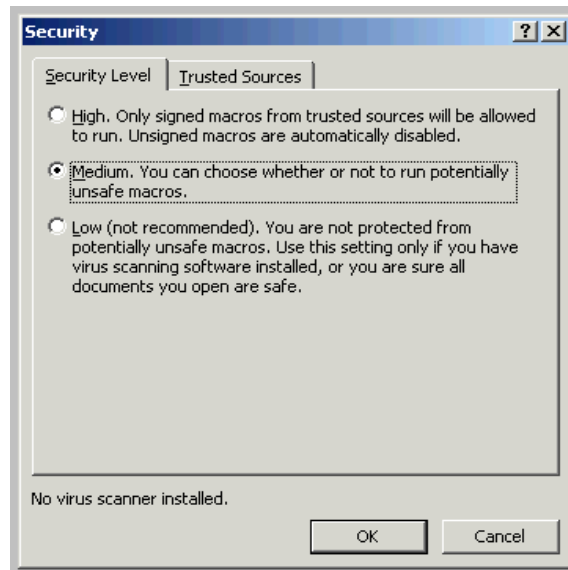 Security
Security Level
Trusted Sources
High. Only signed macros from trusted sources will be allowed
to run. Unsigned macros are automatically disabled.
Medium. You can choose whether or not to run potentially
unsafe macros.
Low (not recommended). You are not protected from
potentially unsafe macros. Use this setting only if you have
virus scanning software installed, or you are sure all
documents you open are safe.
No virus scanner installed.
OK
Cancel